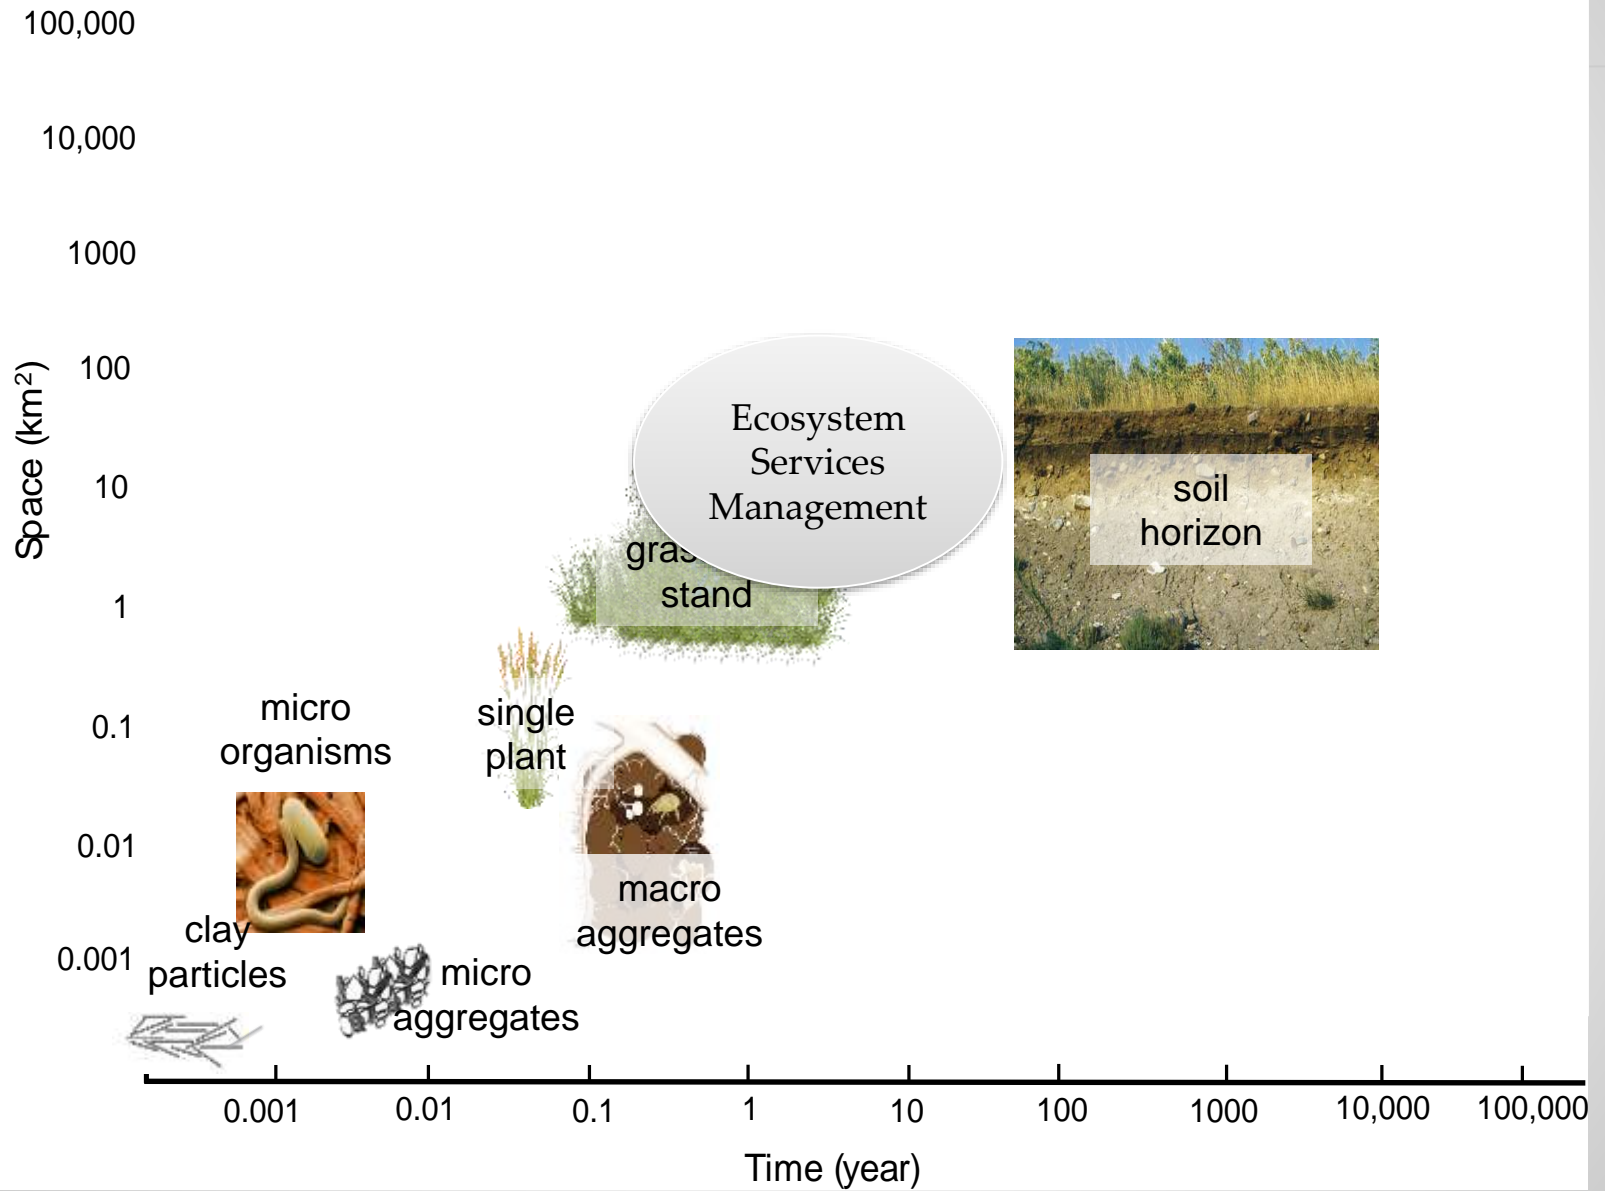 100,000
10,000
1000
100
10
1
0.1
0.01
0.001
Space (km²)
Ecosystem
Services
Management
soil
horizon
stand
single
plant
micro
organisms
macro
aggregates
clay
particles
micro
aggregates
0.001
0.01
0.1
1
10
100
1000
10,000
100,000
Time (year)